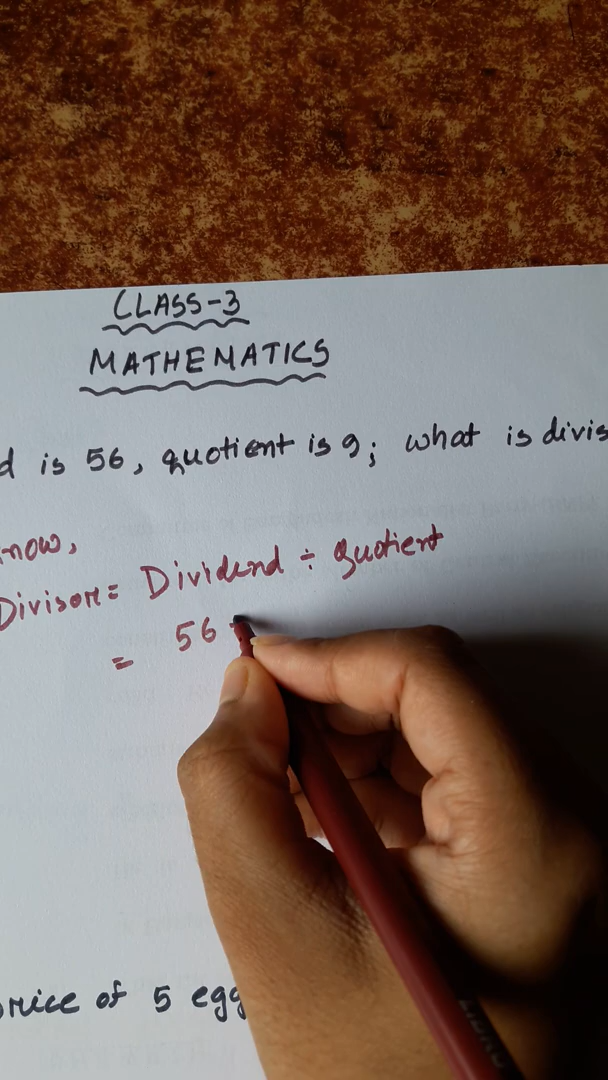 CLASS-3
MATHEMATICS
d is 56, quotient is 9; what is divis
now,
Divisor = Dividend ÷ quotient
= 56
price of 5 egg